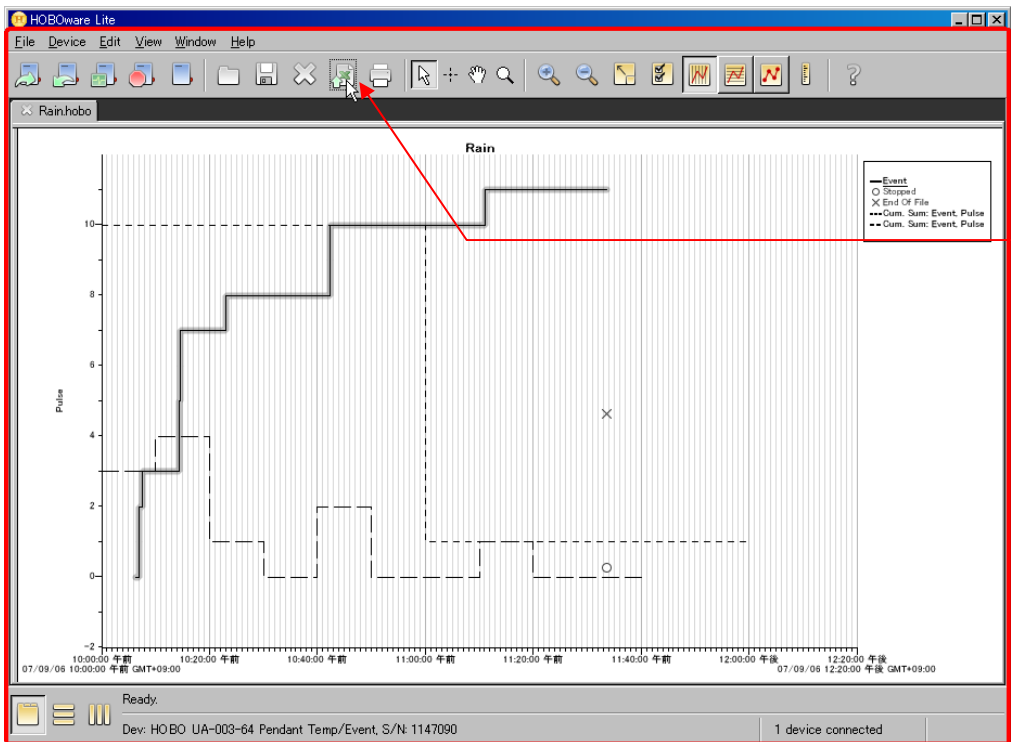 HOBOware Lite
File Device Edit View Window Help
Rain.hobo
Rain
Event
Stopped
End Of File
Cum. Sum: Event, Pulse
Cum. Sum: Event, Pulse
Pulse
10
8
6
4
2
0
-2
10:00:00 午前 10:20:00 午前 10:40:00 午前 11:00:00 午前 11:20:00 午前 11:40:00 午前 12:00:00 午後 12:20:00 午後
07/09/06 10:00:00 午前 GMT+09:00 07/09/06 12:20:00 午後 GMT+09:00
Ready.
Dev: HOBO UA-003-64 Pendant Temp/Event, S/N: 1147090 1 device connected